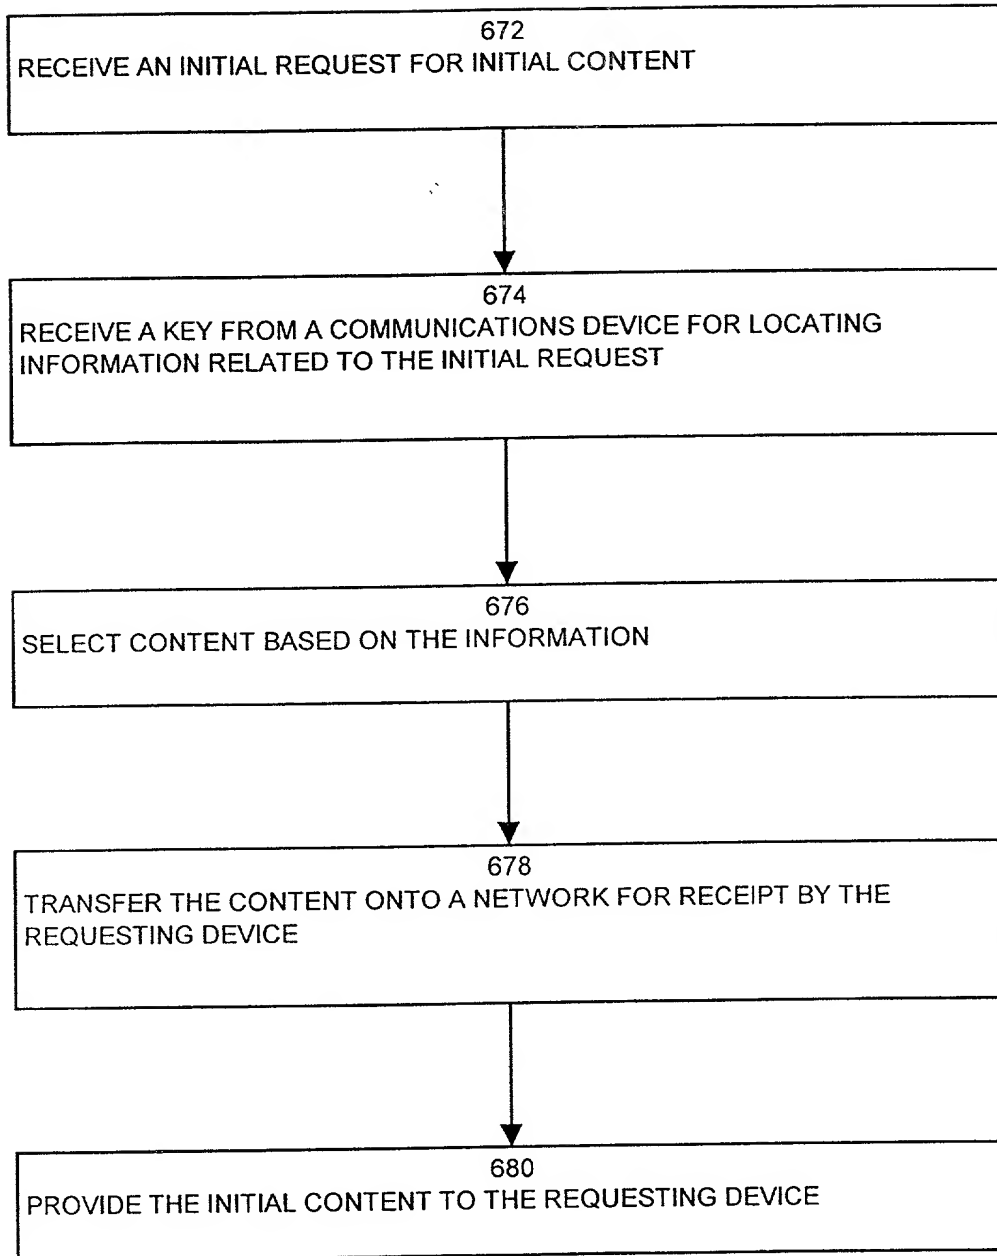 672
RECEIVE AN INITIAL REQUEST FOR INITIAL CONTENT
674
RECEIVE A KEY FROM A COMMUNICATIONS DEVICE FOR LOCATING
INFORMATION RELATED TO THE INITIAL REQUEST
676
SELECT CONTENT BASED ON THE INFORMATION
678
TRANSFER THE CONTENT ONTO A NETWORK FOR RECEIPT BY THE
REQUESTING DEVICE
680
PROVIDE THE INITIAL CONTENT TO THE REQUESTING DEVICE